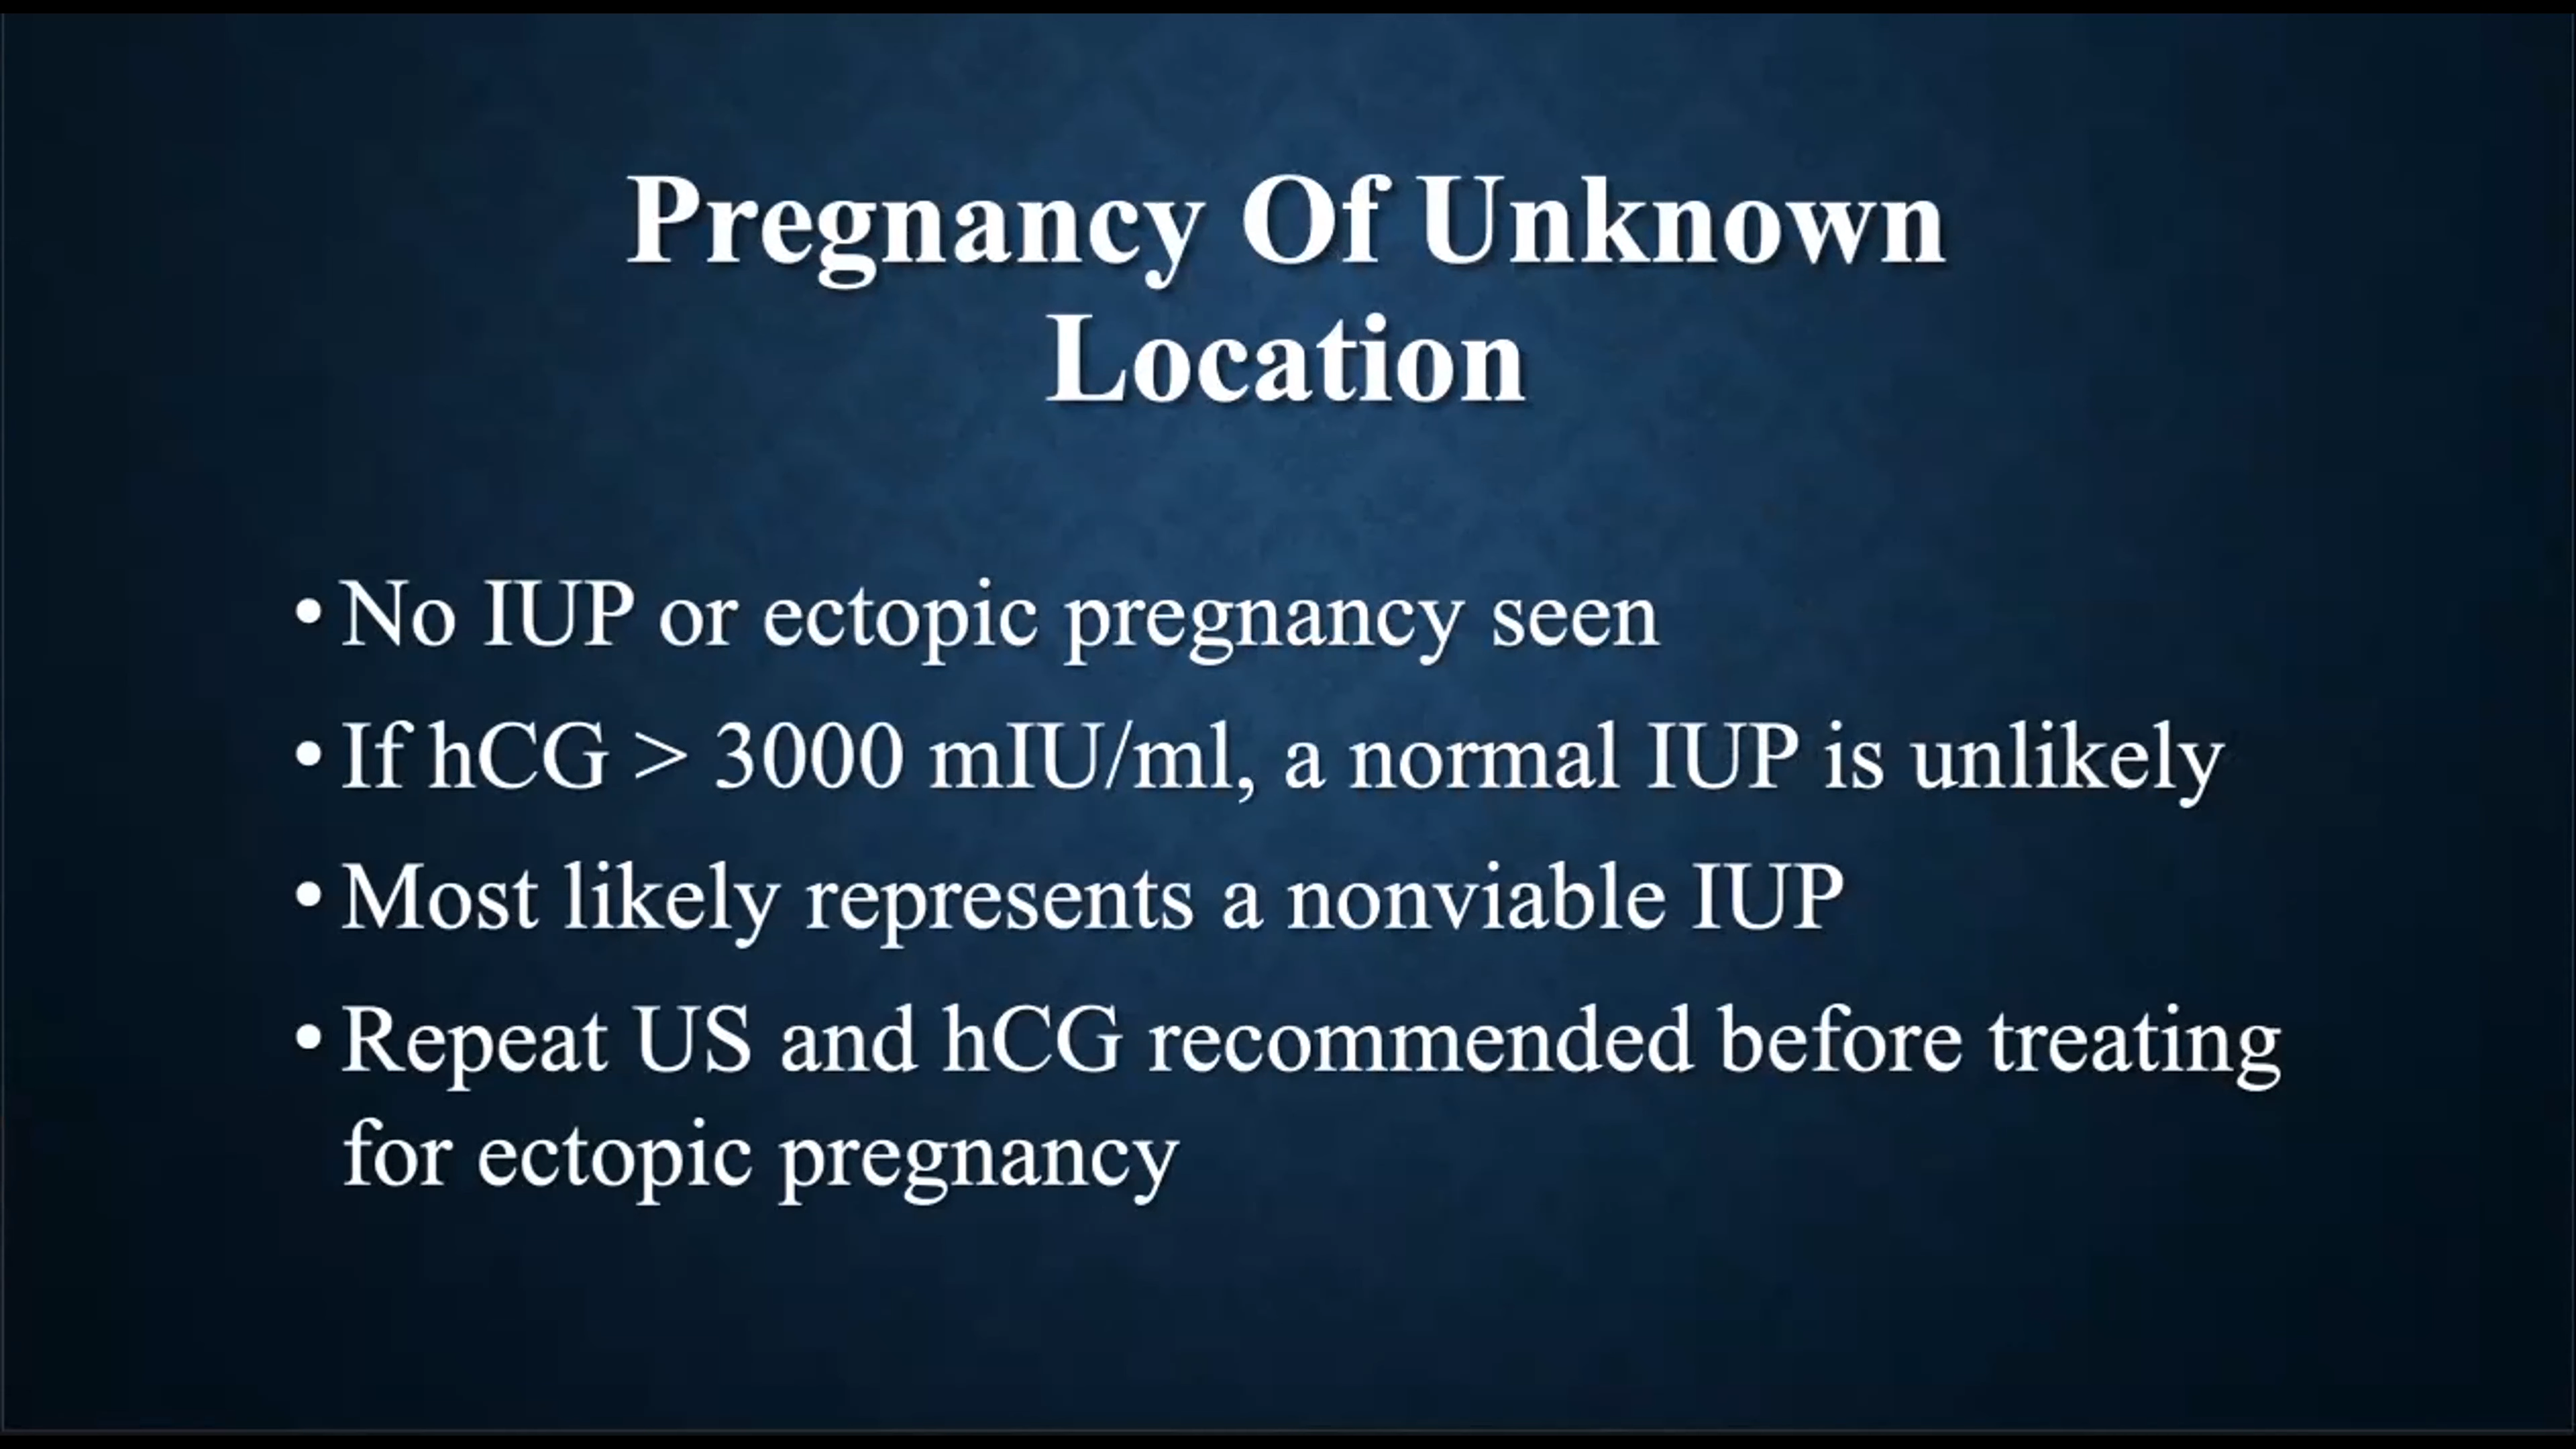 Pregnancy Of Unknown
Location
• No IUP or ectopic pregnancy seen
• If hCG > 3000 mIU/ml, a normal IUP is unlikely
• Most likely represents a nonviable IUP
• Repeat US and hCG recommended before treating
for ectopic pregnancy